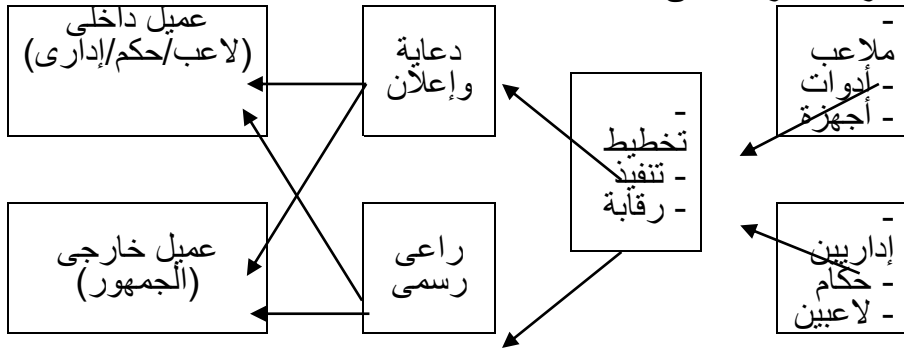 -
ملاعب
- أدوات
- أجهزة
-
إداريين
- حكام
- لاعبين
-
تخطيط
- تنفيذ
- رقابة
دعاية
وإعلان
راعى
رسمى
عميل داخلى
(لاعب/حكم/إدارى)
عميل خارجى
(الجمهور)